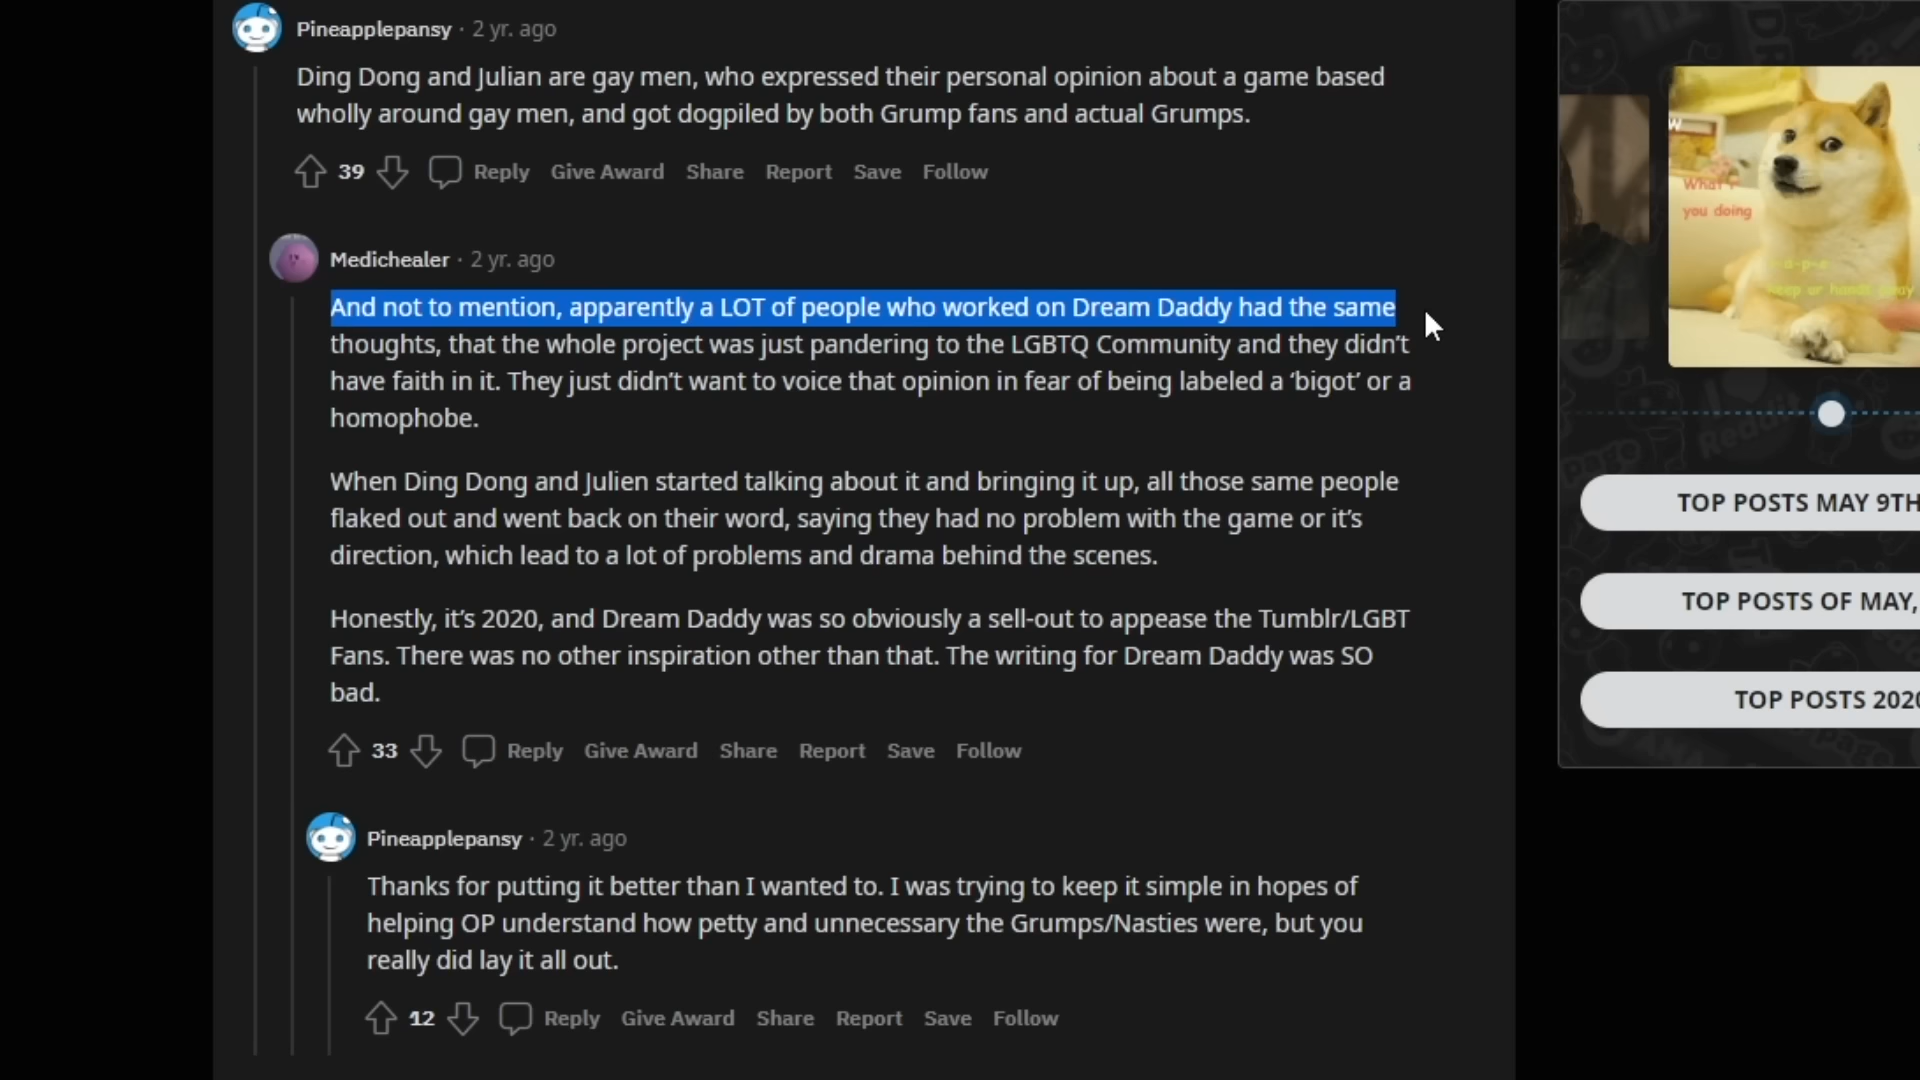 Pineapplepansy · 2 yr. ago
Ding Dong and Julian are gay men, who expressed their personal opinion about a game based
wholly around gay men, and got dogpiled by both Grump fans and actual Grumps.
39 Reply Give Award Share Report Save Follow
Medichealer · 2 yr. ago
And not to mention, apparently a LOT of people who worked on Dream Daddy had the same
thoughts, that the whole project was just pandering to the LGBTQ Community and they didn’t
have faith in it. They just didn’t want to voice that opinion in fear of being labeled a ‘bigot’ or a
homophobe.
When Ding Dong and Julien started talking about it and bringing it up, all those same people
flaked out and went back on their word, saying they had no problem with the game or it’s
direction, which lead to a lot of problems and drama behind the scenes.
Honestly, it’s 2020, and Dream Daddy was so obviously a sell-out to appease the Tumblr/LGBT
Fans. There was no other inspiration other than that. The writing for Dream Daddy was SO
bad.
33 Reply Give Award Share Report Save Follow
Pineapplepansy · 2 yr. ago
Thanks for putting it better than I wanted to. I was trying to keep it simple in hopes of
helping OP understand how petty and unnecessary the Grumps/Nasties were, but you
really did lay it all out.
12 Reply Give Award Share Report Save Follow
you doing
keep ur hands away
TOP POSTS MAY 9TH
TOP POSTS OF MAY,
TOP POSTS 2020